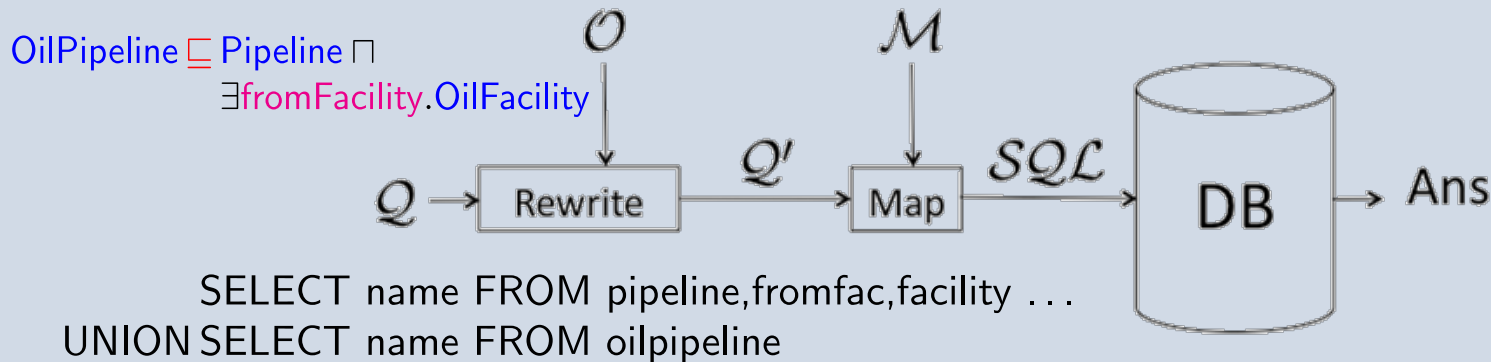 OilPipeline ⊑ Pipeline ⊓
∃fromFacility.OilFacility
𝒪
ℳ
𝒬
Rewrite
𝒬′
Map
𝒮𝒬ℒ
DB
Ans
SELECT name FROM pipeline,fromfac,facility ...
UNION SELECT name FROM oilpipeline